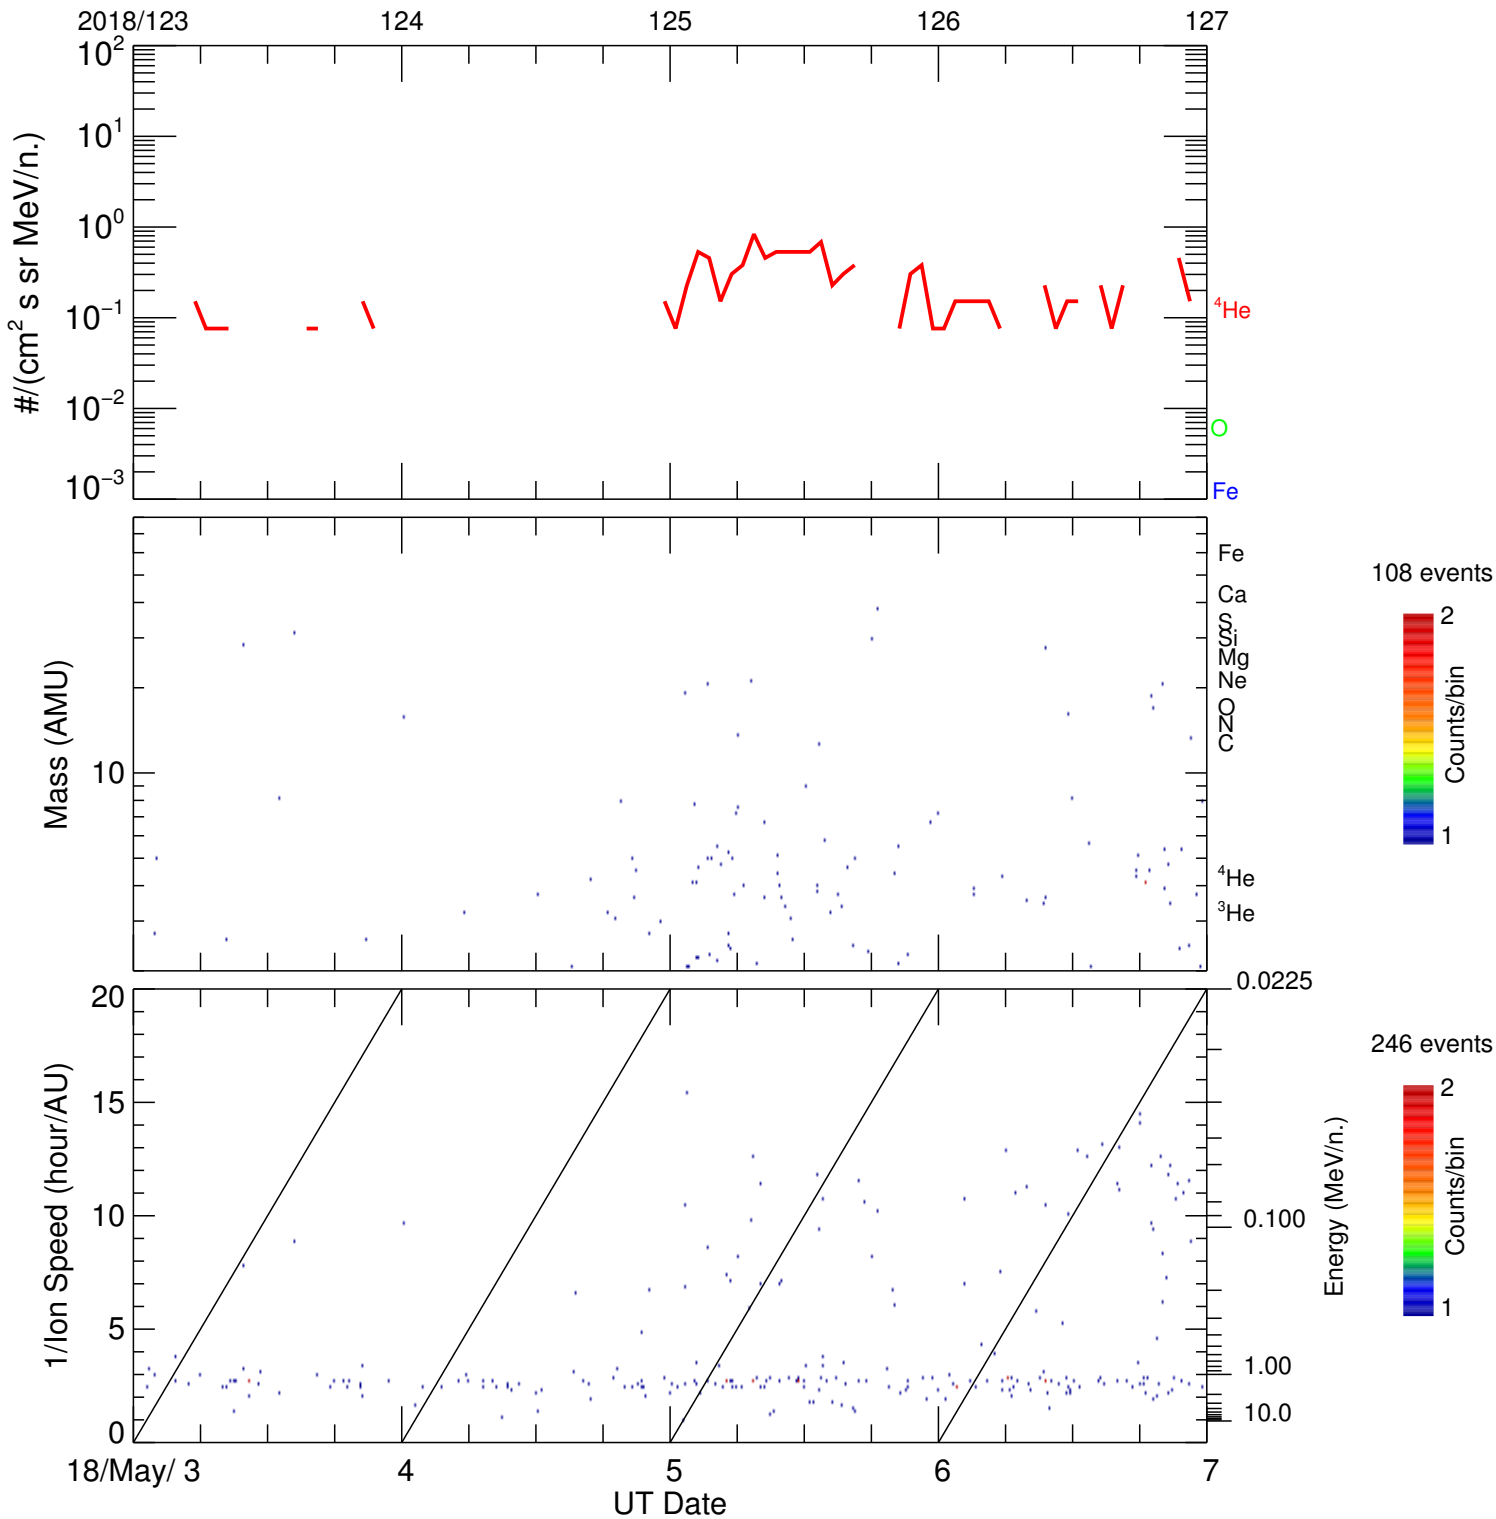 2018/123 124 125 126 127
10^2
10^1
10^0
10^-1
10^-2
10^-3
#/(cm^2 s sr MeV/n.)
^4He
O
Fe
Mass (AMU)
10
Fe
Ca
S
Si
Mg
Ne
O
N
C
^4He
^3He
108 events
2
Counts/bin
1
20
15
10
5
0
1/Ion Speed (hour/AU)
0.0225
0.100
1.00
10.0
Energy (MeV/n.)
246 events
2
Counts/bin
1
18/May/ 3 4 5 6 7
UT Date